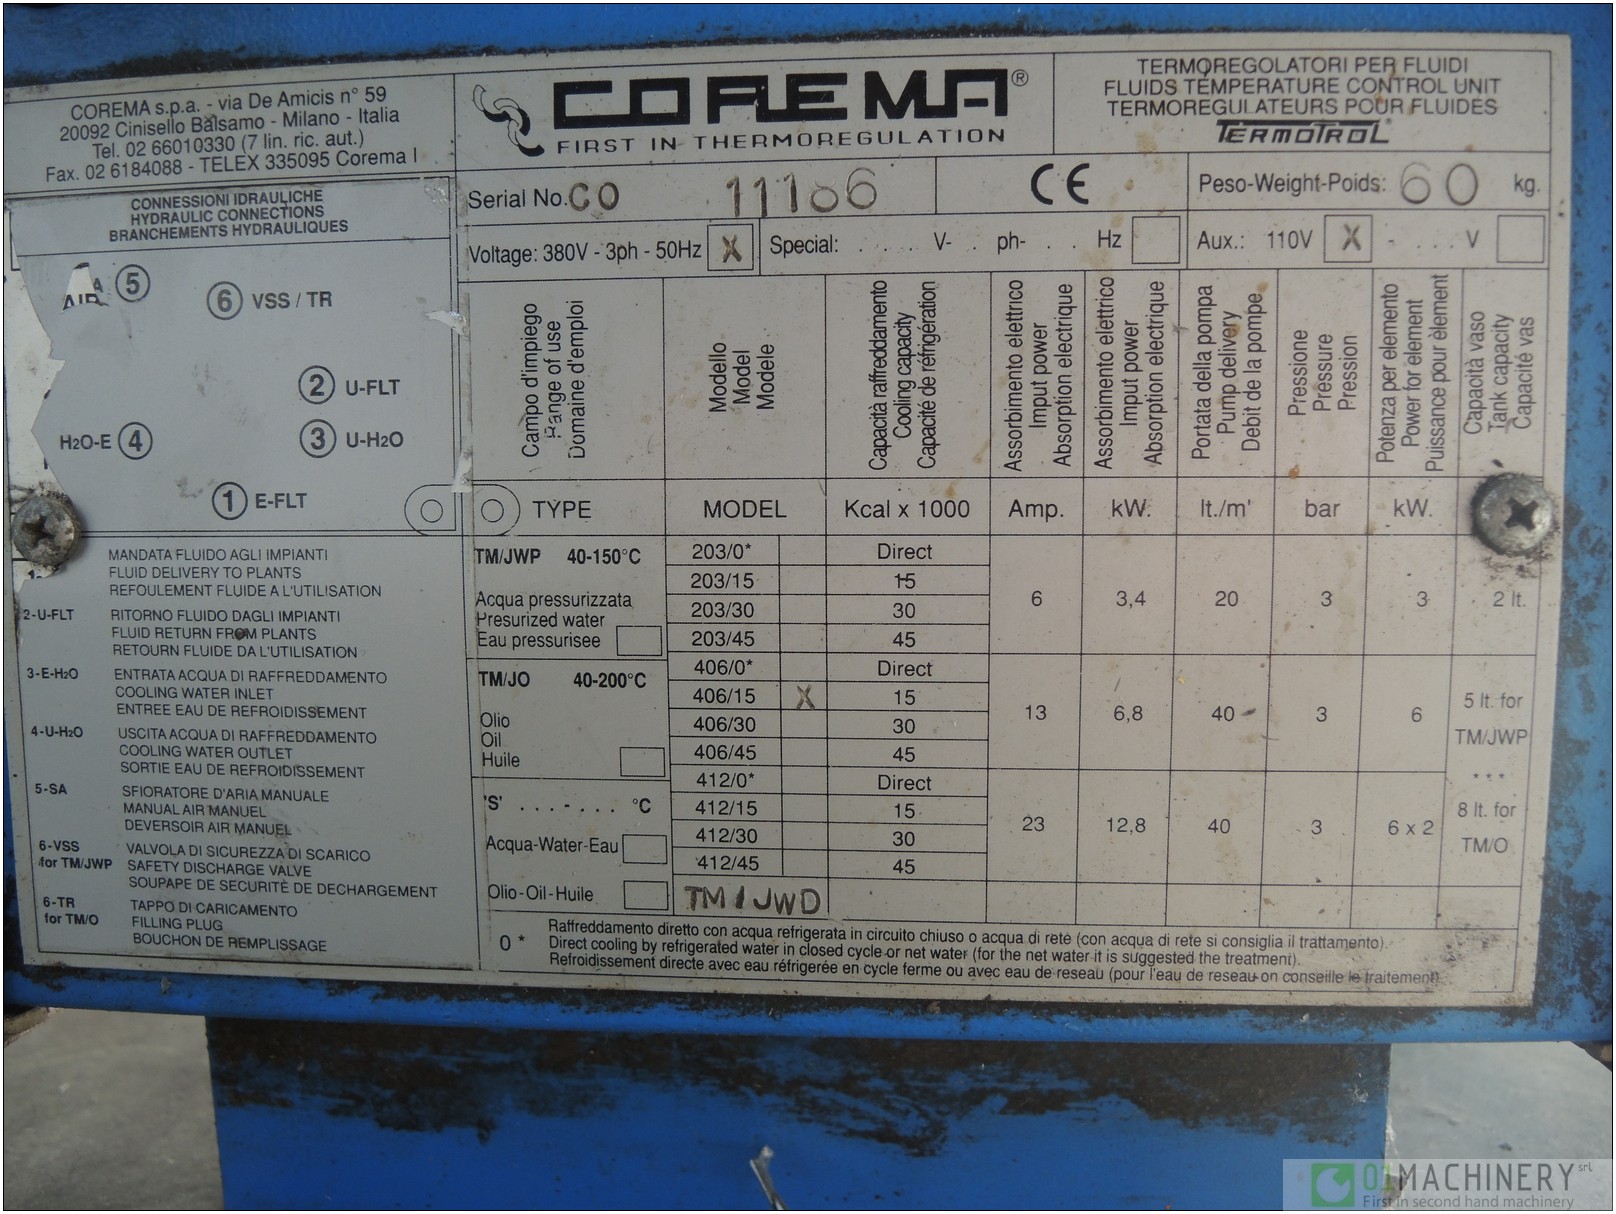 COREMA s.p.a. - via De Amicis n° 59
20092 Cinisello Balsamo - Milano - Italia
Tel. 02 66010330 (7 lin. ric. aut.)
Fax. 02 6184088 - TELEX 335095 Corema I
COREMA®
FIRST IN THERMOREGULATION
TERMOREGOLATORI PER FLUIDI
FLUIDS TEMPERATURE CONTROL UNIT
TERMOREGULATEURS POUR FLUIDES
TERMOTROL®
Serial No. CO 11186
CE
Peso-Weight-Poids: 60 kg.
Voltage: 380V - 3ph - 50Hz X
Special: . . . . V- . ph- . . Hz
Aux.: 110V X - . . . V
CONNESSIONI IDRAULICHE
HYDRAULIC CONNECTIONS
BRANCHEMENTS HYDRAULIQUES
AIR 5
6 VSS / TR
2 U-FLT
H2O-E 4
3 U-H2O
1 E-FLT
MANDATA FLUIDO AGLI IMPIANTI
FLUID DELIVERY TO PLANTS
REFOULEMENT FLUIDE A L'UTILISATION
2-U-FLT RITORNO FLUIDO DAGLI IMPIANTI
FLUID RETURN FROM PLANTS
RETOURN FLUIDE DA L'UTILISATION
3-E-H2O ENTRATA ACQUA DI RAFFREDDAMENTO
COOLING WATER INLET
ENTREE EAU DE REFROIDISSEMENT
4-U-H2O USCITA ACQUA DI RAFFREDDAMENTO
COOLING WATER OUTLET
SORTIE EAU DE REFROIDISSEMENT
5-SA SFIORATORE D'ARIA MANUALE
MANUAL AIR MANUEL
DEVERSOIR AIR MANUEL
6-VSS VALVOLA DI SICUREZZA DI SCARICO
for TM/JWP SAFETY DISCHARGE VALVE
SOUPAPE DE SECURITÈ DE DECHARGEMENT
6-TR TAPPO DI CARICAMENTO
for TM/O FILLING PLUG
BOUCHON DE REMPLISSAGE
Campo d'impiego
Range of use
Domaine d'emploi
Modello
Model
Modele
Capacità raffreddamento
Cooling capacity
Capacité de réfrigération
Assorbimento elettrico
Imput power
Absorption electrique
Assorbimento elettrico
Imput power
Absorption electrique
Portata della pompa
Pump delivery
Debit de la pompe
Pressione
Pressure
Pression
Potenza per elemento
Power for element
Puissance pour èlement
Capacità vaso
Tank capacity
Capacité vas
TYPE MODEL Kcal x 1000 Amp. kW. lt./m' bar kW.
TM/JWP 40-150°C
Acqua pressurizzata
Presurized water
Eau pressurisee
203/0* Direct
203/15 15
203/30 30
203/45 45
6 3,4 20 3 3 2 lt.
TM/JO 40-200°C
Olio
Oil
Huile
406/0* Direct
406/15 X 15
406/30 30
406/45 45
13 6,8 40 3 6
5 lt. for
TM/JWP
* * *
8 lt. for
TM/O
'S' . . . . - . . . °C
Acqua-Water-Eau
Olio-Oil-Huile
412/0* Direct
412/15 15
412/30 30
412/45 45
23 12,8 40 3 6 x 2
TM/JWD
0 * Raffreddamento diretto con acqua refrigerata in circuito chiuso o acqua di rete (con acqua di rete si consiglia il trattamento).
Direct cooling by refrigerated water in closed cycle or net water (for the net water it is suggested the treatment).
Refroidissement directe avec eau réfrigerée en cycle ferme ou avec eau de reseau (pour l'eau de reseau on conseille le traitement)
01MACHINERY srl
First in second hand machinery